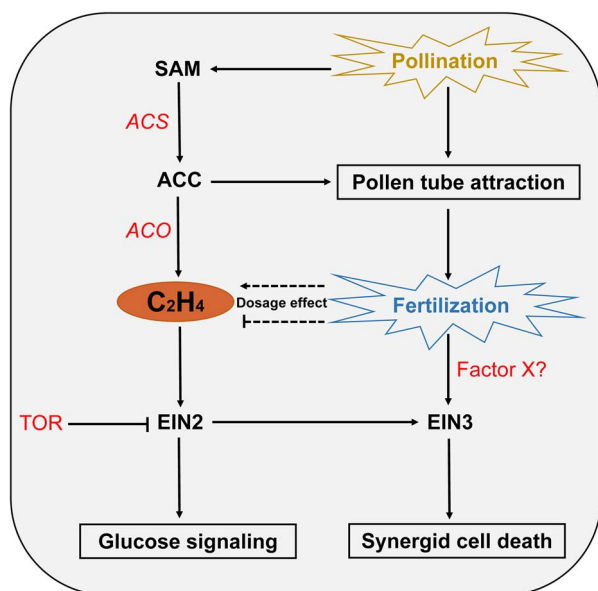 Pollination
SAM
ACS
ACC
Pollen tube attraction
ACO
C₂H₄
Dosage effect
Fertilization
Factor X?
TOR
EIN2
EIN3
Glucose signaling
Synergid cell death